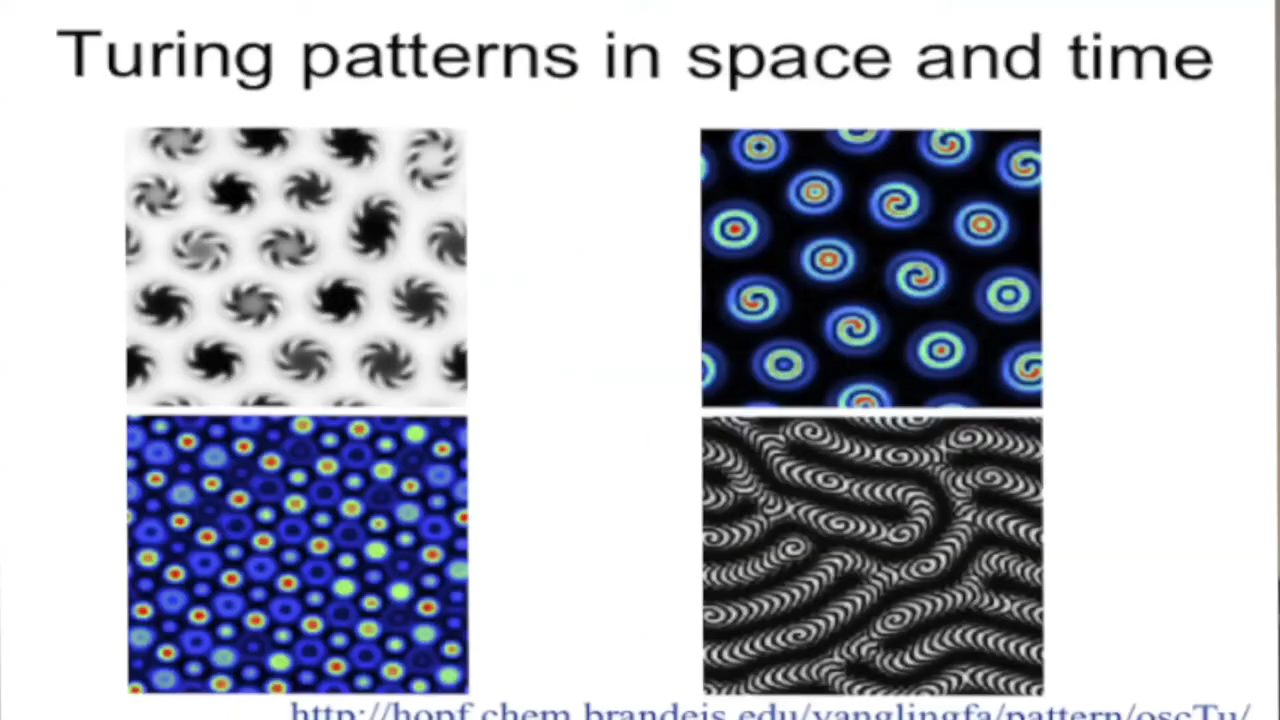 Turing patterns in space and time
http://hopf.chem.brandeis.edu/yanglingfa/pattern/oscTu/